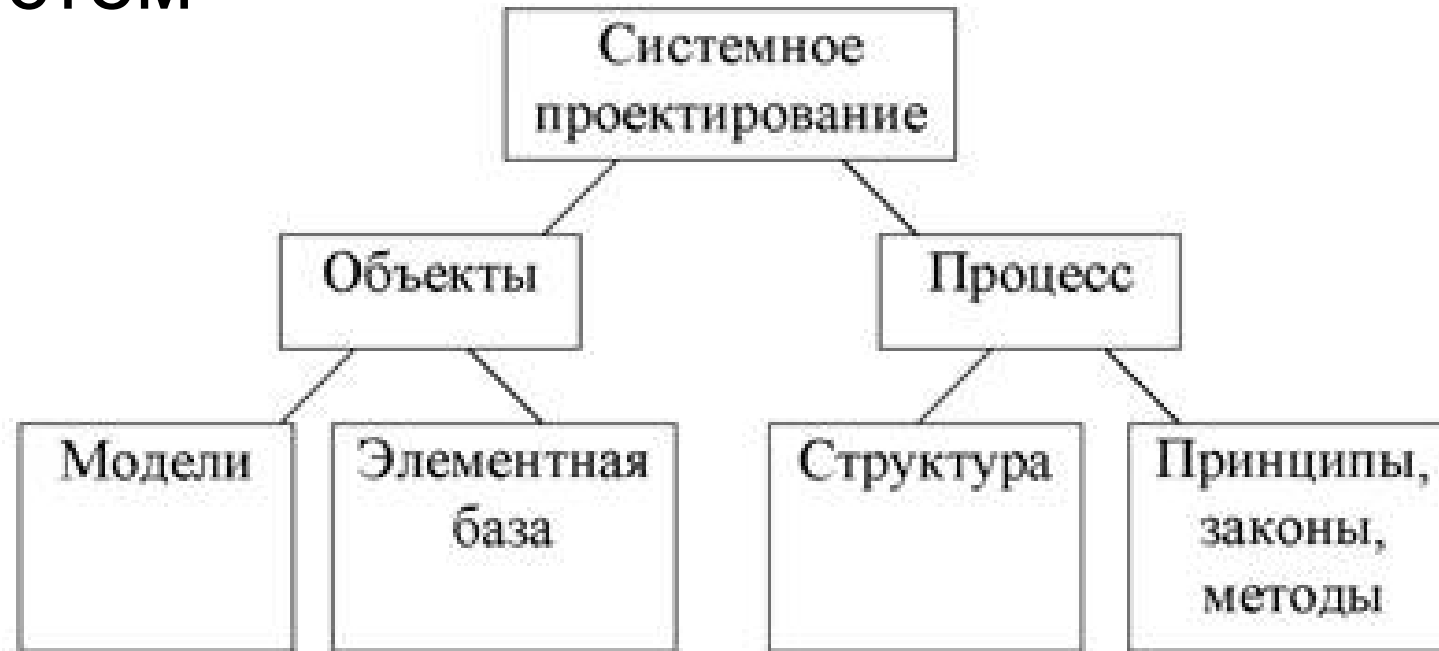 Системное
проектирование
Объекты
Процесс
Модели
Элементная
база
Структура
Принципы,
законы,
методы